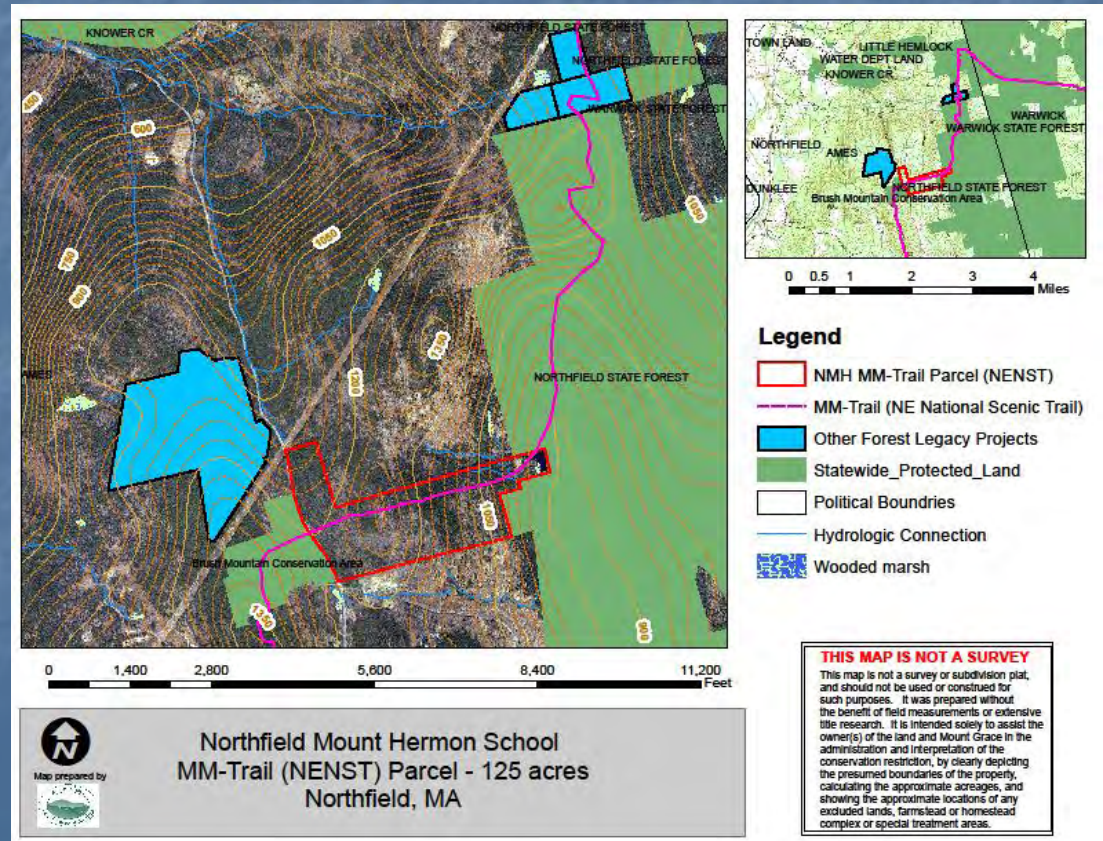 KNOWER CR
NORTHFIELD STATE FOREST
NORTHFIELD STATE FOREST
WARWICK STATE FOREST
450
600
1050
1050
750
900
1200
AMES
NORTHFIELD STATE FOREST
1050
Brush Mountain Conservation Area
1350
900
0 1,400 2,800 5,600 8,400 11,200
Feet
TOWN LAND
LITTLE HEMLOCK
WATER DEPT LAND
KNOWER CR
WARWICK
WARWICK STATE FOREST
NORTHFIELD
AMES
DUNKLEE
NORTHFIELD STATE FOREST
Brush Mountain Conservation Area
0 0.5 1 2 3 4
Miles
Legend
NMH MM-Trail Parcel (NENST)
MM-Trail (NE National Scenic Trail)
Other Forest Legacy Projects
Statewide_Protected_Land
Political Boundries
Hydrologic Connection
Wooded marsh
N
Map prepared by
Northfield Mount Hermon School
MM-Trail (NENST) Parcel - 125 acres
Northfield, MA
THIS MAP IS NOT A SURVEY
This map is not a survey or subdivision plat,
and should not be used or construed for
such purposes. It was prepared without
the benefit of field measurements or extensive
title research. It is intended solely to assist the
owner(s) of the land and Mount Grace in the
administration and interpretation of the
conservation restriction, by clearly depicting
the presumed boundaries of the property,
calculating the approximate acreages, and
showing the approximate locations of any
excluded lands, farmstead or homestead
complex or special treatment areas.